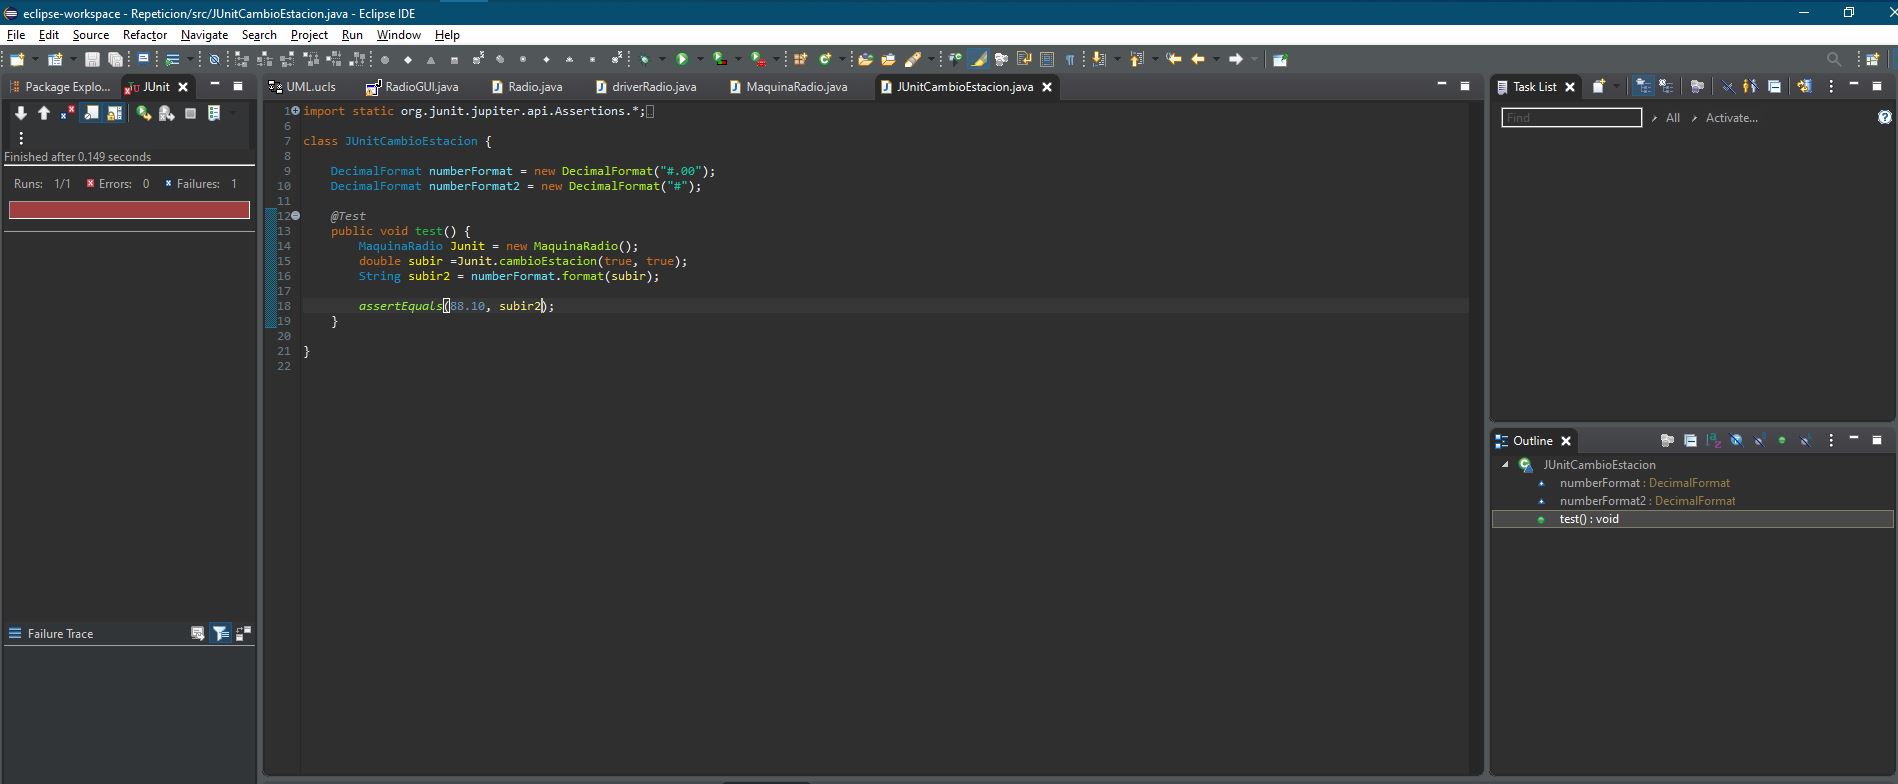 eclipse-workspace - Repeticion/src/JUnitCambioEstacion.java - Eclipse IDE
File Edit Source Refactor Navigate Search Project Run Window Help
Package Explo... JUnit
Finished after 0.149 seconds
Runs: 1/1 Errors: 0 Failures: 1
Failure Trace
UML.ucls RadioGUI.java Radio.java driverRadio.java MaquinaRadio.java JUnitCambioEstacion.java
1 import static org.junit.jupiter.api.Assertions.*;
6
7 class JUnitCambioEstacion {
8
9 DecimalFormat numberFormat = new DecimalFormat("#.00");
10 DecimalFormat numberFormat2 = new DecimalFormat("#");
11
12 @Test
13 public void test() {
14 MaquinaRadio Junit = new MaquinaRadio();
15 double subir =Junit.cambioEstacion(true, true);
16 String subir2 = numberFormat.format(subir);
17
18 assertEquals(88.10, subir2);
19 }
20
21 }
22
Task List
Find All Activate...
Outline
JUnitCambioEstacion
numberFormat : DecimalFormat
numberFormat2 : DecimalFormat
test() : void